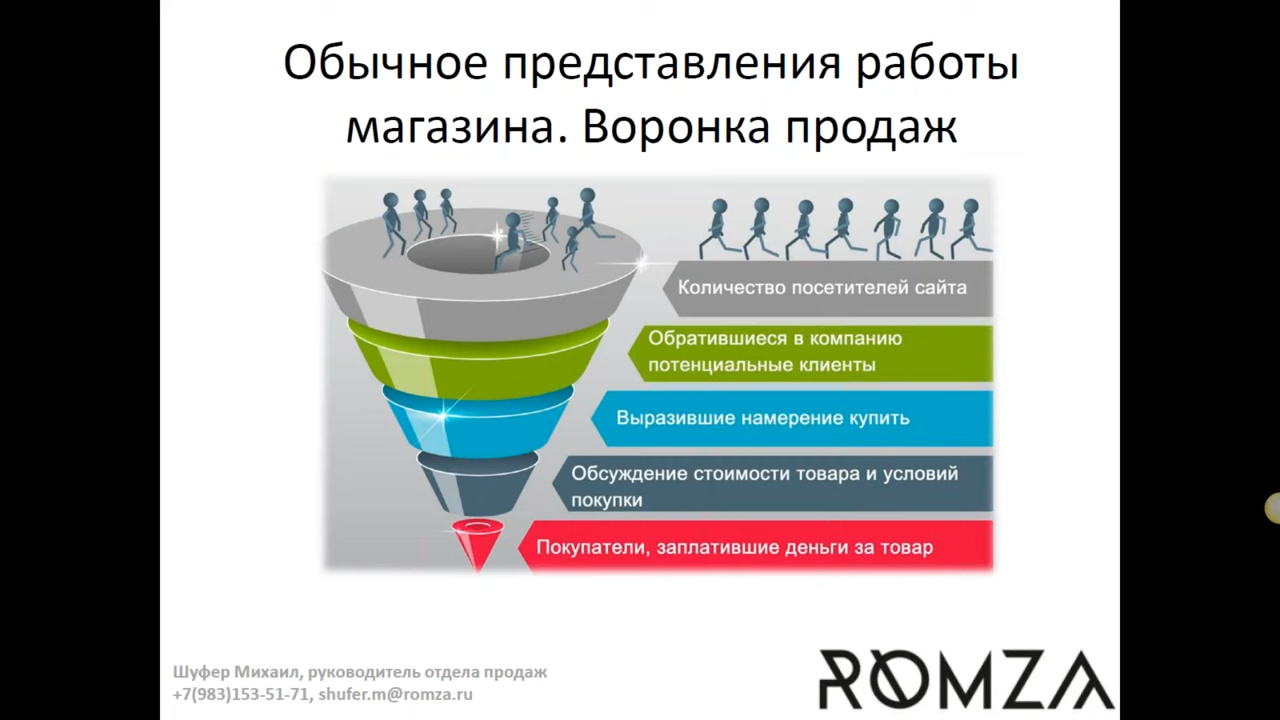 Обычное представления работы
магазина. Воронка продаж
Количество посетителей сайта
Обратившиеся в компанию
потенциальные клиенты
Выразившие намерение купить
Обсуждение стоимости товара и условий
покупки
Покупатели, заплатившие деньги за товар
Шуфер Михаил, руководитель отдела продаж
+7(983)153-51-71, shufer.m@romza.ru
ROMZA